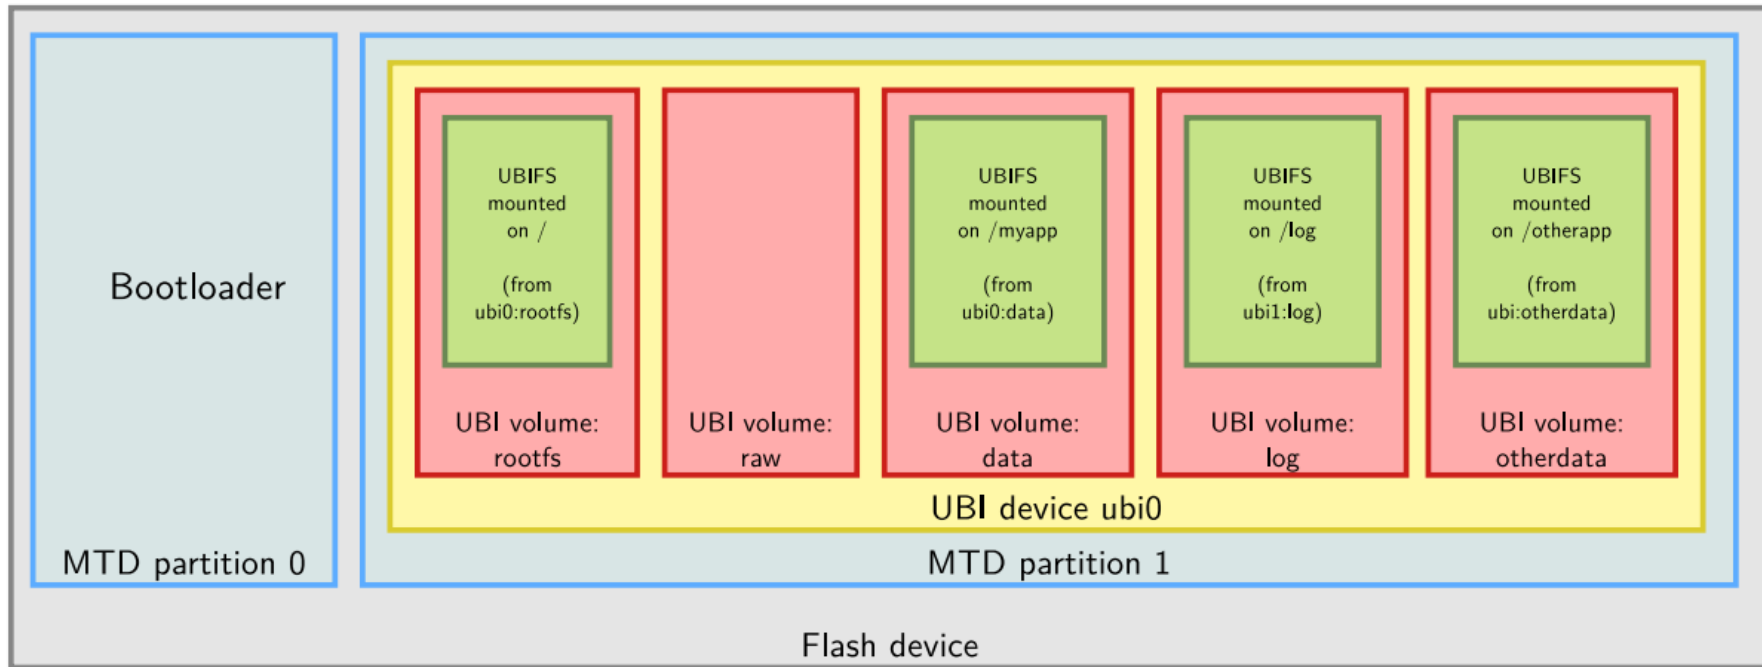 Bootloader
MTD partition 0
UBIFS
mounted
on /
(from
ubi0:rootfs)
UBI volume:
rootfs
UBI volume:
raw
UBIFS
mounted
on /myapp
(from
ubi0:data)
UBI volume:
data
UBIFS
mounted
on /log
(from
ubi1:log)
UBI volume:
log
UBIFS
mounted
on /otherapp
(from
ubi:otherdata)
UBI volume:
otherdata
UBI device ubi0
MTD partition 1
Flash device